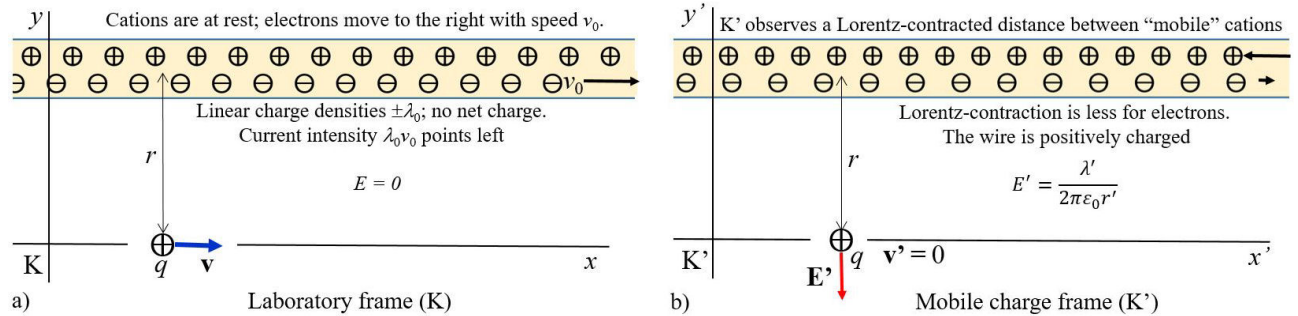 y
Cations are at rest; electrons move to the right with speed v₀.
v₀
Linear charge densities ±λ₀; no net charge.
Current intensity λ₀v₀ points left
r
E = 0
K
q
v
x
a)
Laboratory frame (K)
y’
K’ observes a Lorentz-contracted distance between “mobile” cations
Lorentz-contraction is less for electrons.
The wire is positively charged
r
E′ = λ′ / 2πε₀r′
K’
E’
q
v’ = 0
x’
b)
Mobile charge frame (K’)